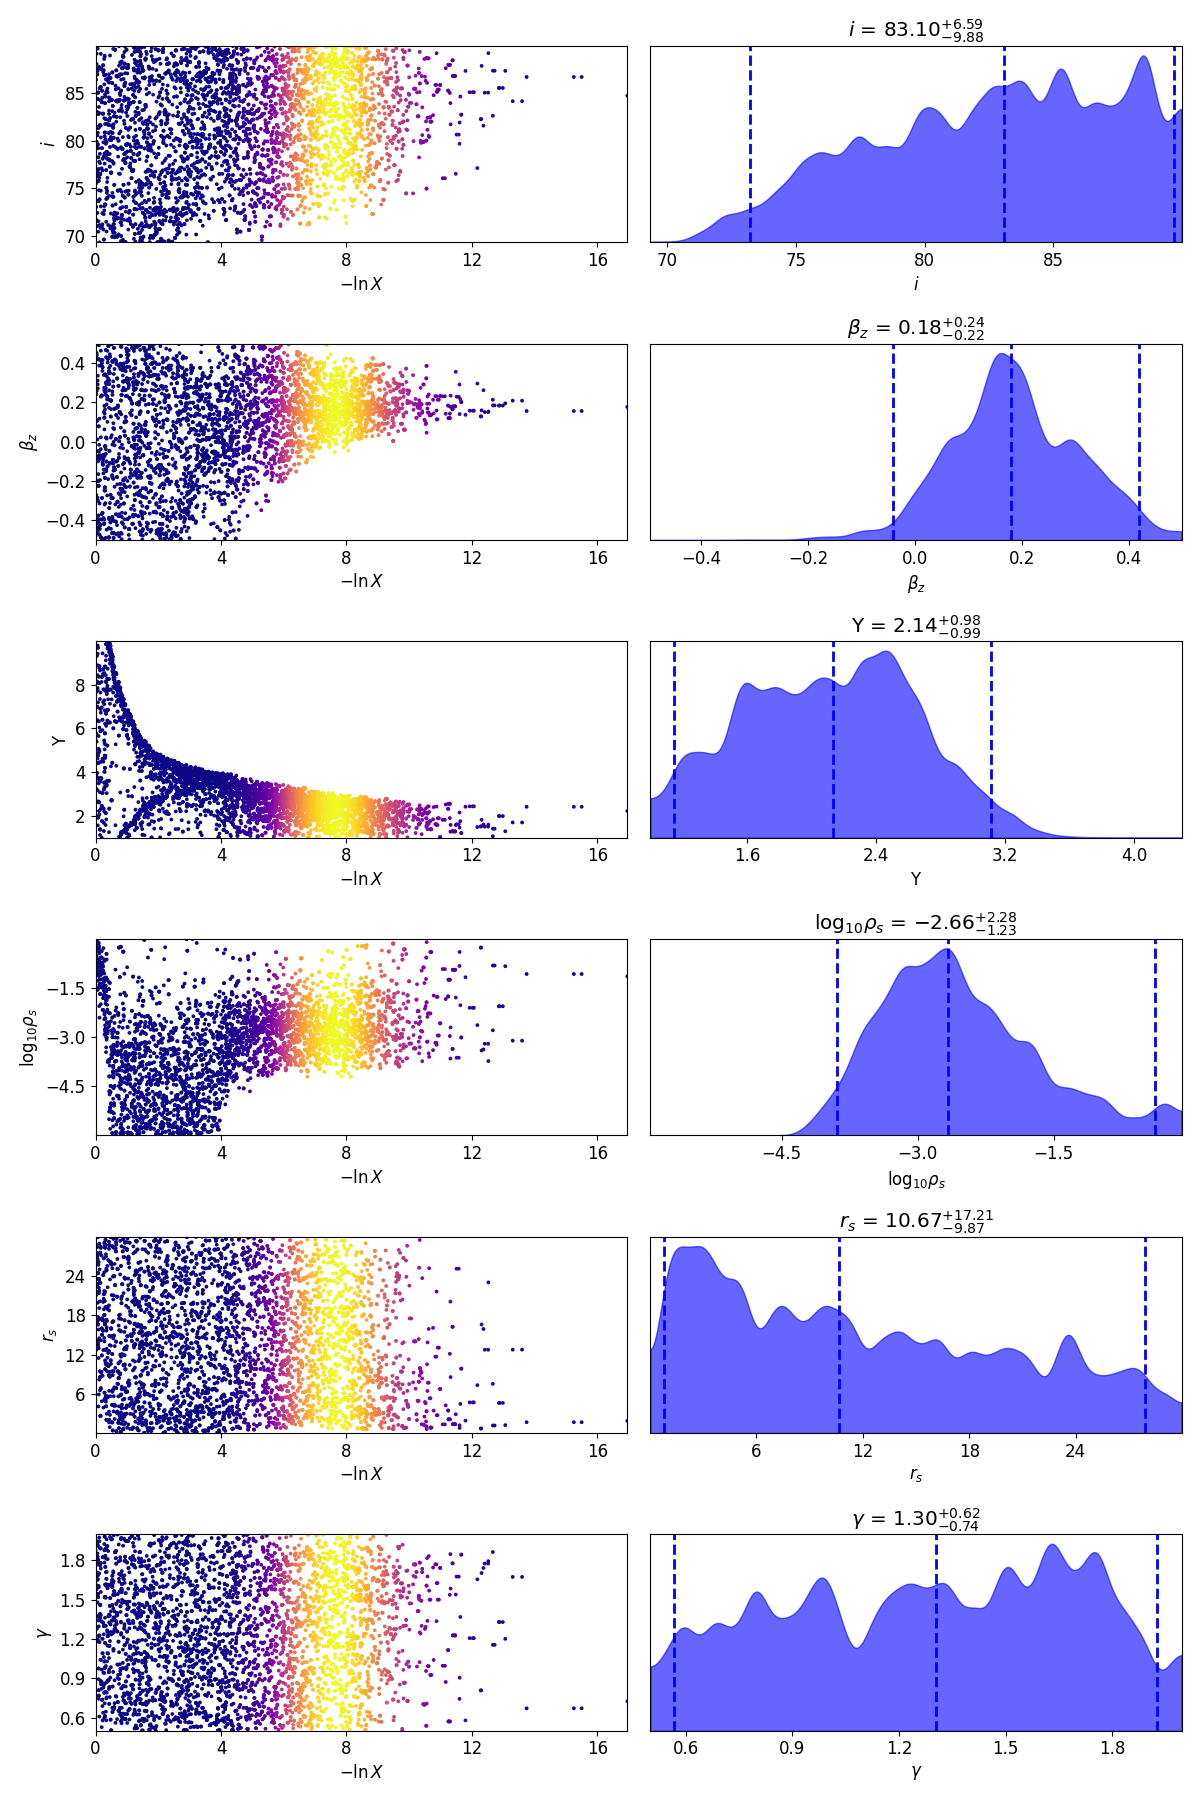 i = 83.10+6.59−9.88
i
85
80
75
70
0 4 8 12 16
−ln X
70 75 80 85
i
βz = 0.18+0.24−0.22
βz
0.4
0.2
0.0
−0.2
−0.4
0 4 8 12 16
−ln X
−0.4 −0.2 0.0 0.2 0.4
βz
Y = 2.14+0.98−0.99
Y
8
6
4
2
0 4 8 12 16
−ln X
1.6 2.4 3.2 4.0
Y
log10ρs = −2.66+2.28−1.23
log10ρs
−1.5
−3.0
−4.5
0 4 8 12 16
−ln X
−4.5 −3.0 −1.5
log10ρs
rs = 10.67+17.21−9.87
rs
24
18
12
6
0 4 8 12 16
−ln X
6 12 18 24
rs
γ = 1.30+0.62−0.74
γ
1.8
1.5
1.2
0.9
0.6
0 4 8 12 16
−ln X
0.6 0.9 1.2 1.5 1.8
γ